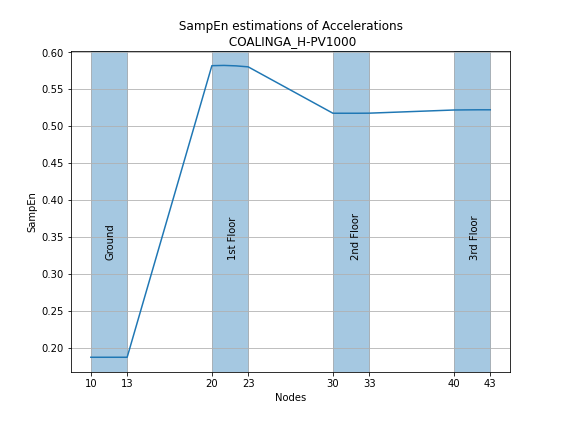 SampEn estimations of Accelerations
COALINGA_H-PV1000
0.60
0.55
0.50
0.45
0.40
0.35
0.30
0.25
0.20
SampEn
Ground
1st Floor
2nd Floor
3rd Floor
10 13 20 23 30 33 40 43
Nodes